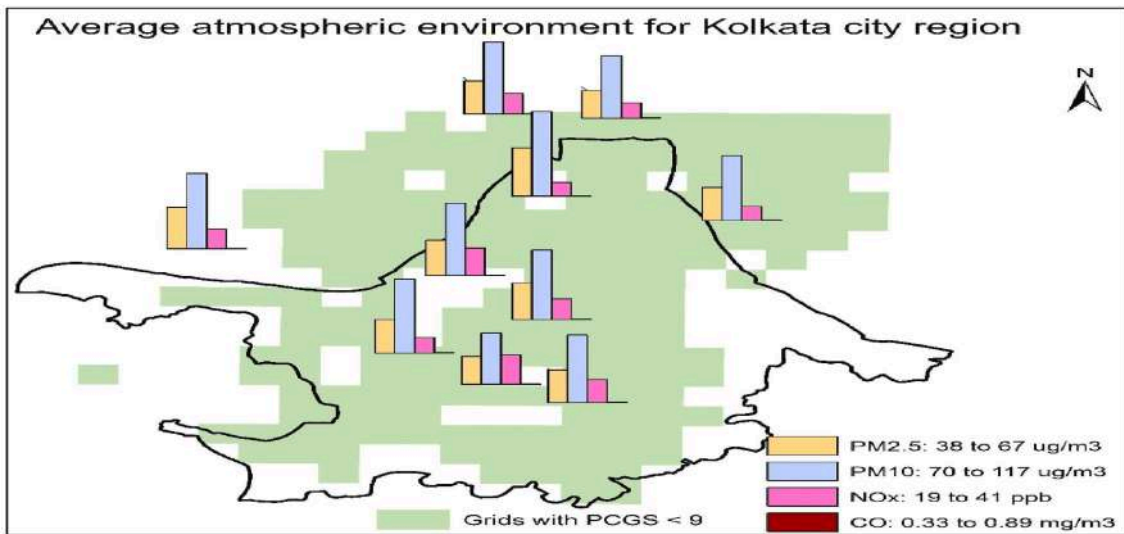 Average atmospheric environment for Kolkata city region
N
PM2.5: 38 to 67 ug/m3
PM10: 70 to 117 ug/m3
NOx: 19 to 41 ppb
Grids with PCGS < 9
CO: 0.33 to 0.89 mg/m3